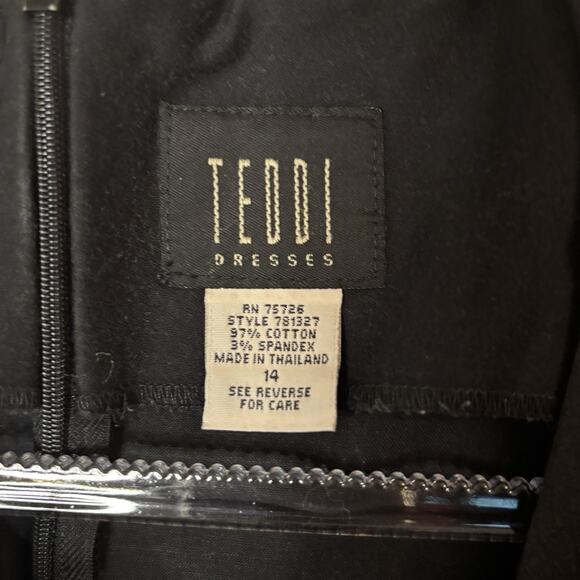 TEDDI
DRESSES
RN 75726
STYLE 781327
97% COTTON
3% SPANDEX
MADE IN THAILAND
14
SEE REVERSE
FOR CARE